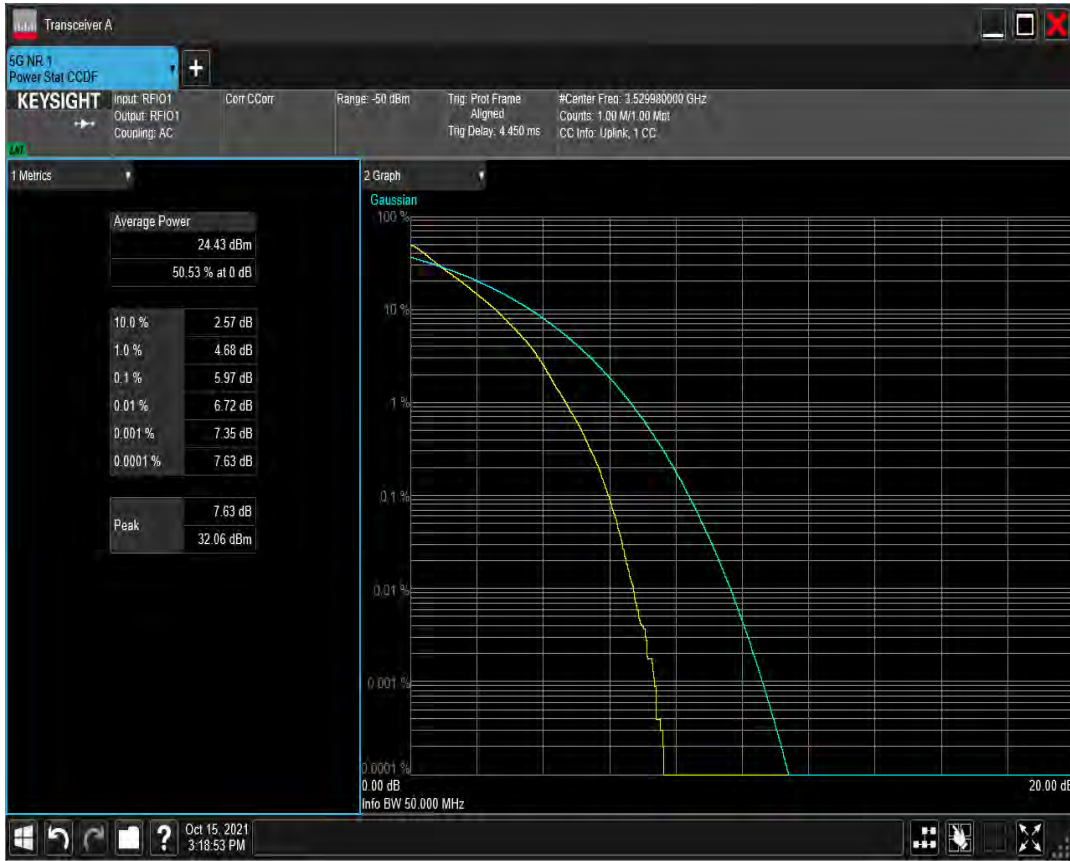 Transceiver A
5G NR 1
Power Stat CCDF
+
KEYSIGHT
Input: RFIO1
Output: RFIO1
Coupling: AC
Corr CCorr
Range: -50 dBm
Trig: Prot Frame
Aligned
Trig Delay: 4.450 ms
#Center Freq: 3.529980000 GHz
Counts: 1.00 M/1.00 Mpt
CC Info: Uplink, 1 CC
LNT
1 Metrics
Average Power
24.43 dBm
50.53 % at 0 dB
10.0 % 2.57 dB
1.0 % 4.68 dB
0.1 % 5.97 dB
0.01 % 6.72 dB
0.001 % 7.35 dB
0.0001 % 7.63 dB
Peak
7.63 dB
32.06 dBm
2 Graph
Gaussian
100 %
10 %
1 %
0.1 %
0.01 %
0.001 %
0.0001 %
0.00 dB 20.00 dB
Info BW 50.000 MHz
?
Oct 15, 2021
3:18:53 PM